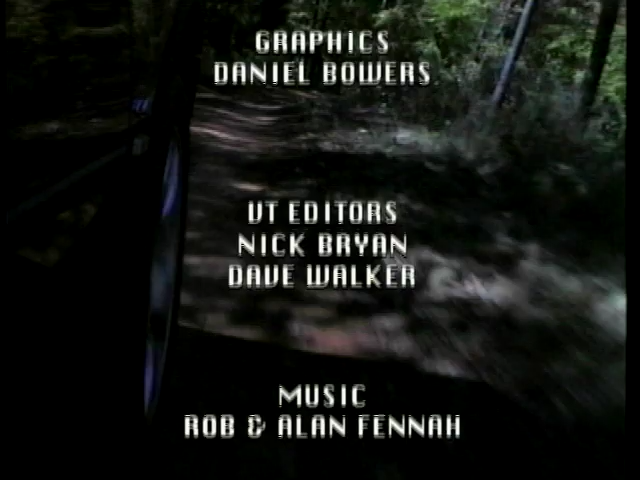 GRAPHICS
DANIEL BOWERS
VT EDITORS
NICK BRYAN
DAVE WALKER
MUSIC
ROB & ALAN FENNAH